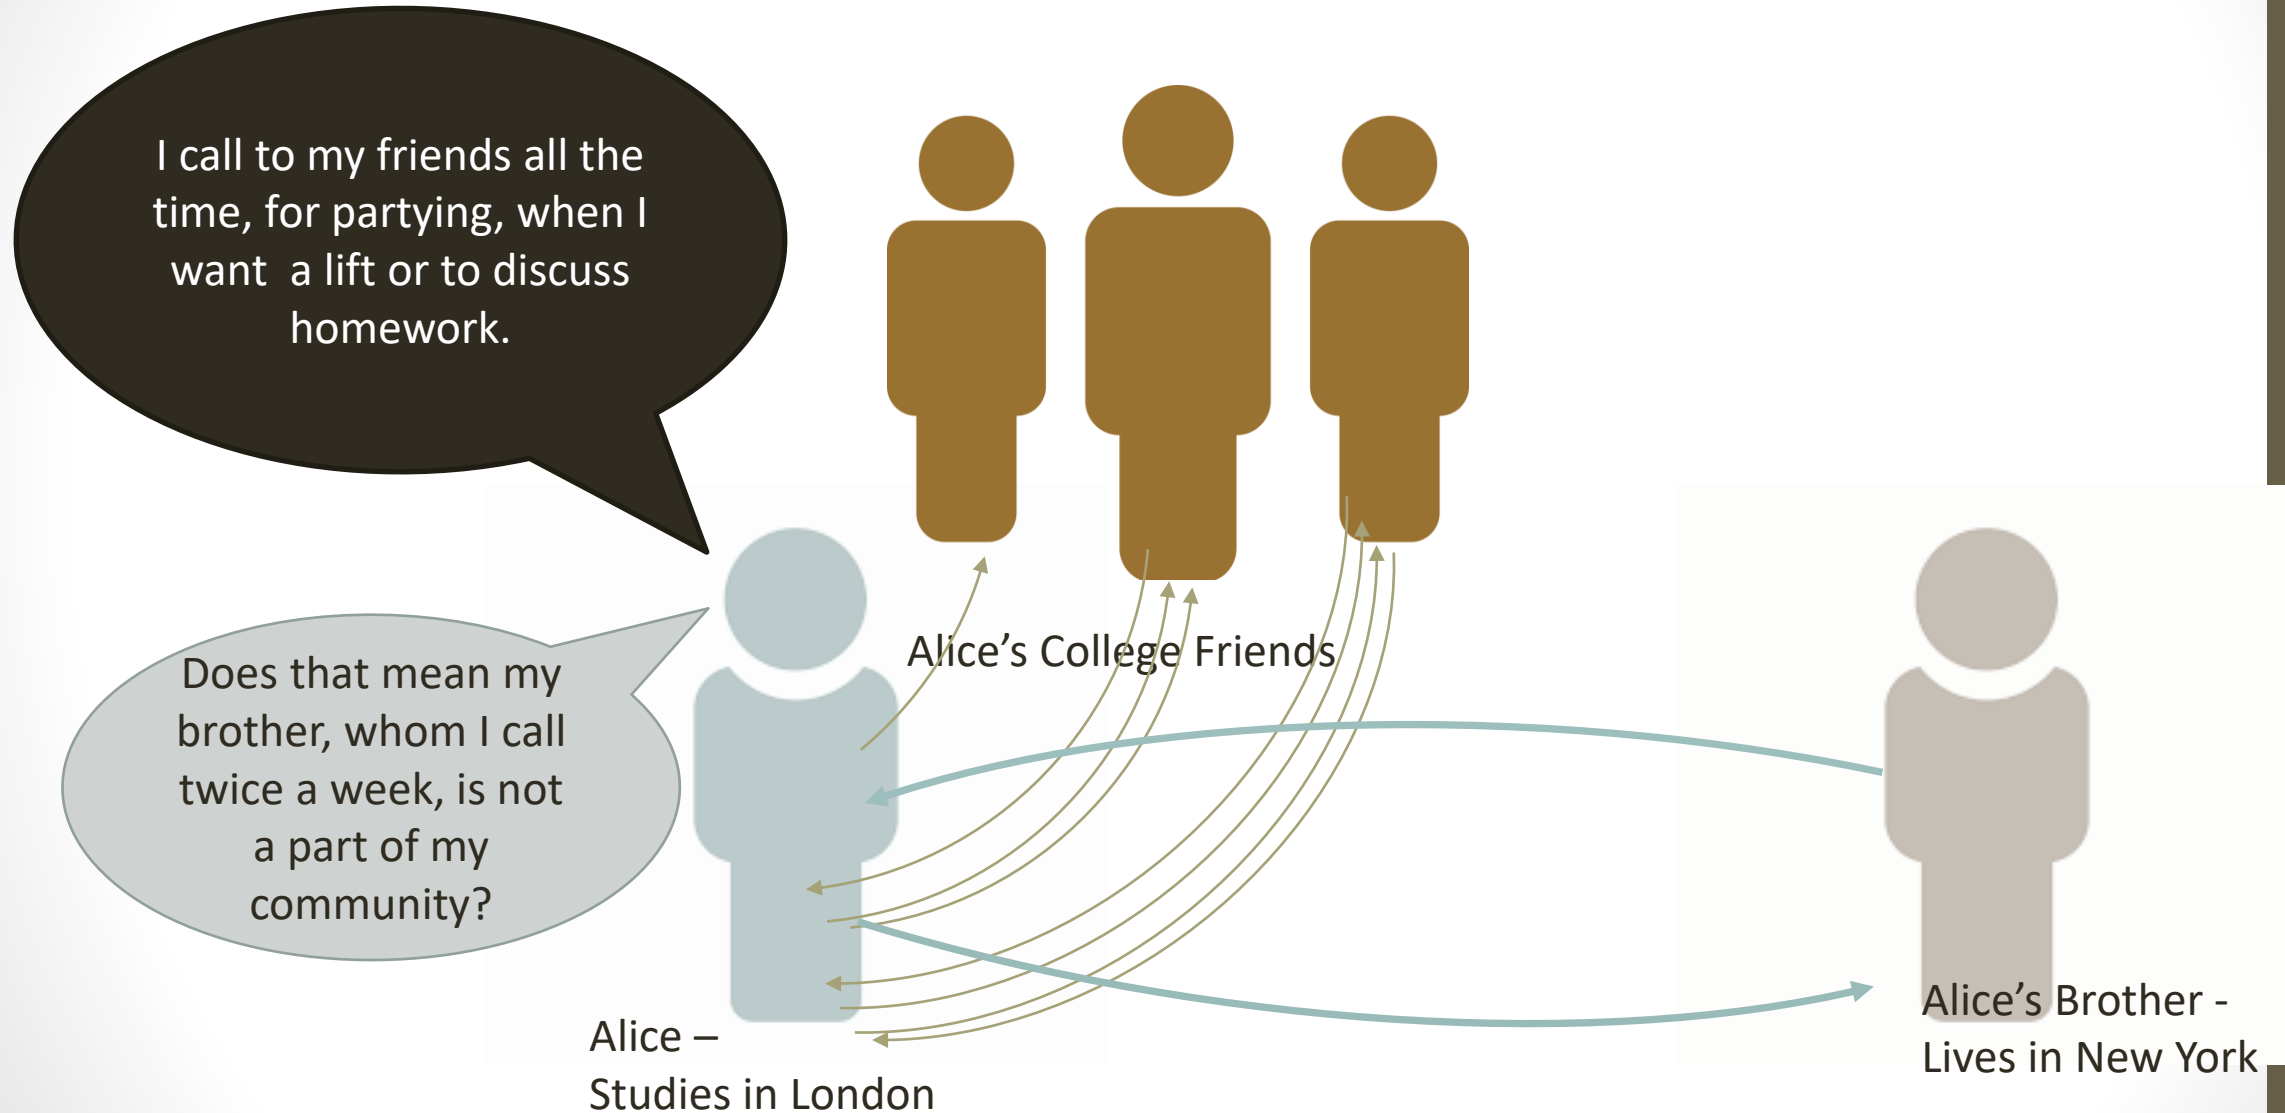 I call to my friends all the
time, for partying, when I
want  a lift or to discuss
homework.
Alice’s College Friends
Does that mean my
brother, whom I call
twice a week, is not
a part of my
community?
Alice –
Studies in London
Alice’s Brother -
Lives in New York